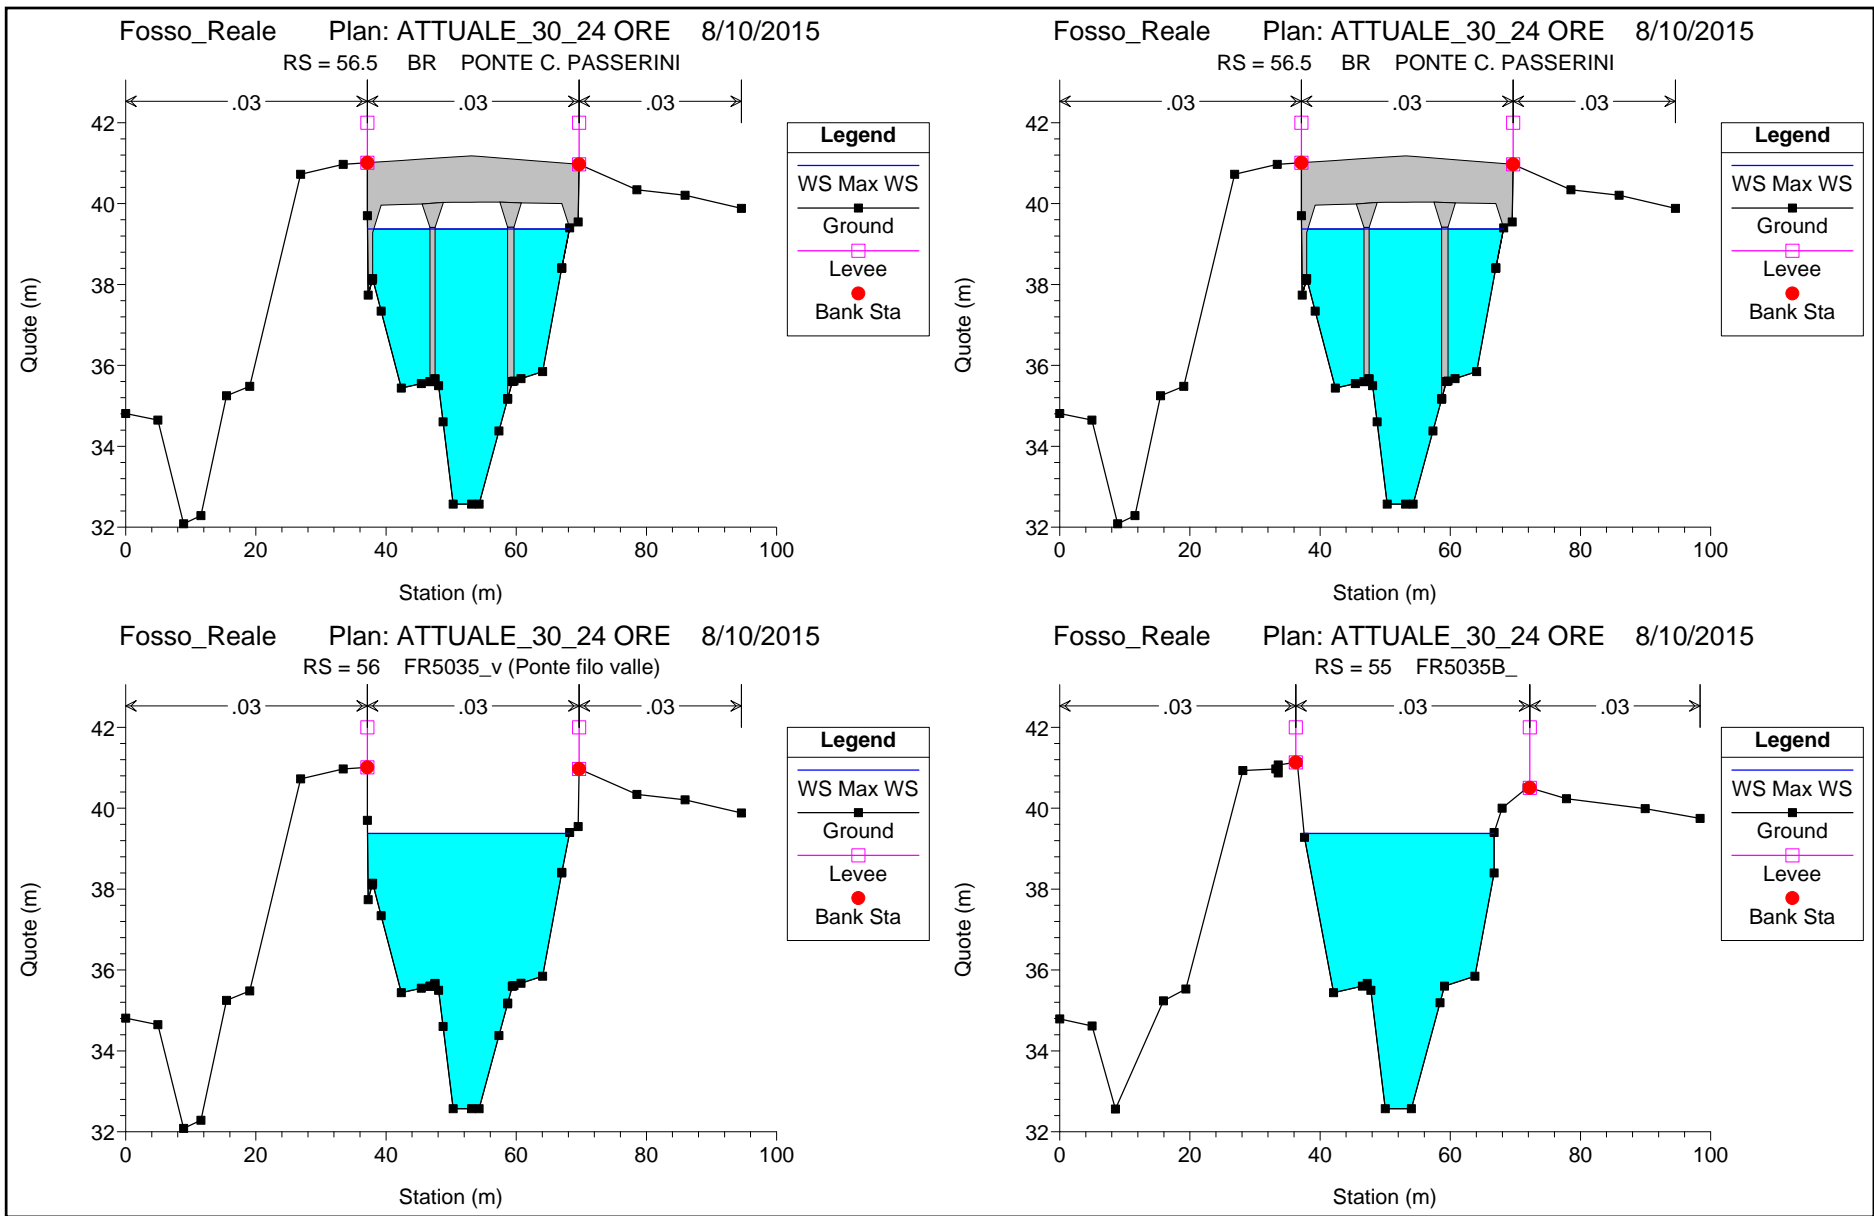 Fosso_Reale Plan: ATTUALE_30_24 ORE 8/10/2015
RS = 56.5 BR PONTE C. PASSERINI
.03 .03 .03
42
40
38
36
34
32
0 20 40 60 80 100
Station (m)
Quote (m)
Legend
WS Max WS
Ground
Levee
Bank Sta
Fosso_Reale Plan: ATTUALE_30_24 ORE 8/10/2015
RS = 56.5 BR PONTE C. PASSERINI
.03 .03 .03
42
40
38
36
34
32
0 20 40 60 80 100
Station (m)
Quote (m)
Legend
WS Max WS
Ground
Levee
Bank Sta
Fosso_Reale Plan: ATTUALE_30_24 ORE 8/10/2015
RS = 56 FR5035_v (Ponte filo valle)
.03 .03 .03
42
40
38
36
34
32
0 20 40 60 80 100
Station (m)
Quote (m)
Legend
WS Max WS
Ground
Levee
Bank Sta
Fosso_Reale Plan: ATTUALE_30_24 ORE 8/10/2015
RS = 55 FR5035B_
.03 .03 .03
42
40
38
36
34
32
0 20 40 60 80 100
Station (m)
Quote (m)
Legend
WS Max WS
Ground
Levee
Bank Sta